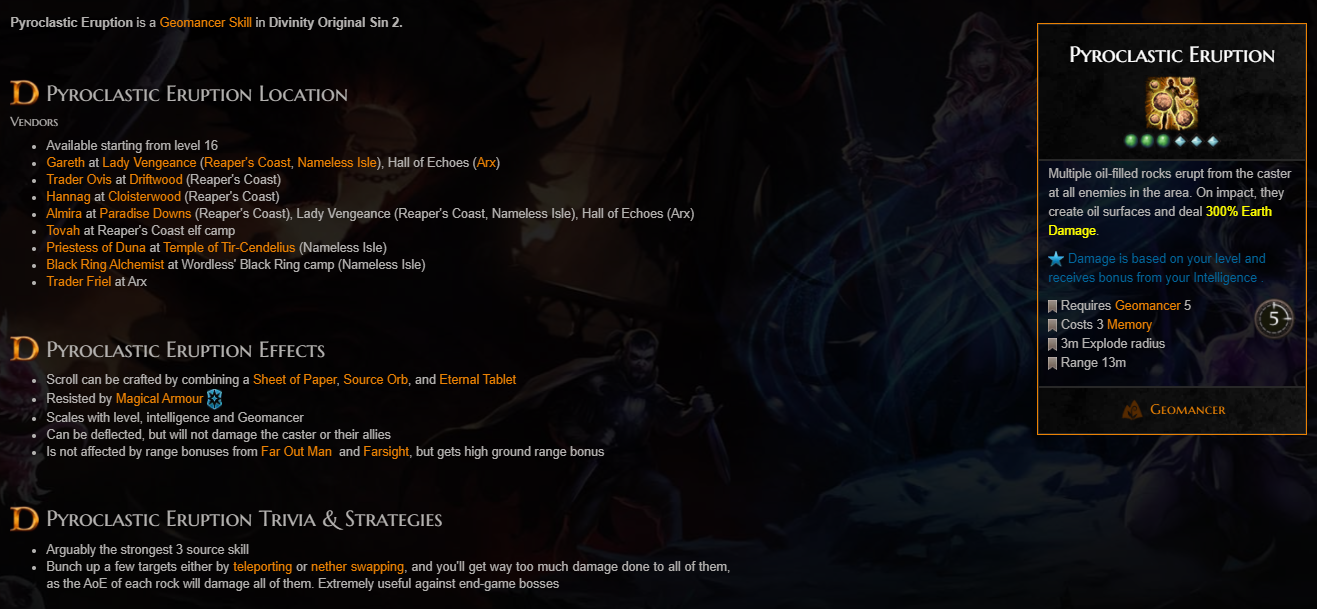 Pyroclastic Eruption is a Geomancer Skill in Divinity Original Sin 2.
Pyroclastic Eruption Location
Vendors
Available starting from level 16
Gareth at Lady Vengeance (Reaper's Coast, Nameless Isle), Hall of Echoes (Arx)
Trader Ovis at Driftwood (Reaper's Coast)
Hannag at Cloisterwood (Reaper's Coast)
Almira at Paradise Downs (Reaper's Coast), Lady Vengeance (Reaper's Coast, Nameless Isle), Hall of Echoes (Arx)
Tovah at Reaper's Coast elf camp
Priestess of Duna at Temple of Tir-Cendelius (Nameless Isle)
Black Ring Alchemist at Wordless' Black Ring camp (Nameless Isle)
Trader Friel at Arx
Pyroclastic Eruption Effects
Scroll can be crafted by combining a Sheet of Paper, Source Orb, and Eternal Tablet
Resisted by Magical Armour
Scales with level, intelligence and Geomancer
Can be deflected, but will not damage the caster or their allies
Is not affected by range bonuses from Far Out Man and Farsight, but gets high ground range bonus
Pyroclastic Eruption Trivia & Strategies
Arguably the strongest 3 source skill
Bunch up a few targets either by teleporting or nether swapping, and you'll get way too much damage done to all of them,
as the AoE of each rock will damage all of them. Extremely useful against end-game bosses
Pyroclastic Eruption
Multiple oil-filled rocks erupt from the caster
at all enemies in the area. On impact, they
create oil surfaces and deal 300% Earth
Damage.
Damage is based on your level and
receives bonus from your Intelligence .
Requires Geomancer 5
Costs 3 Memory
3m Explode radius
Range 13m
5
Geomancer